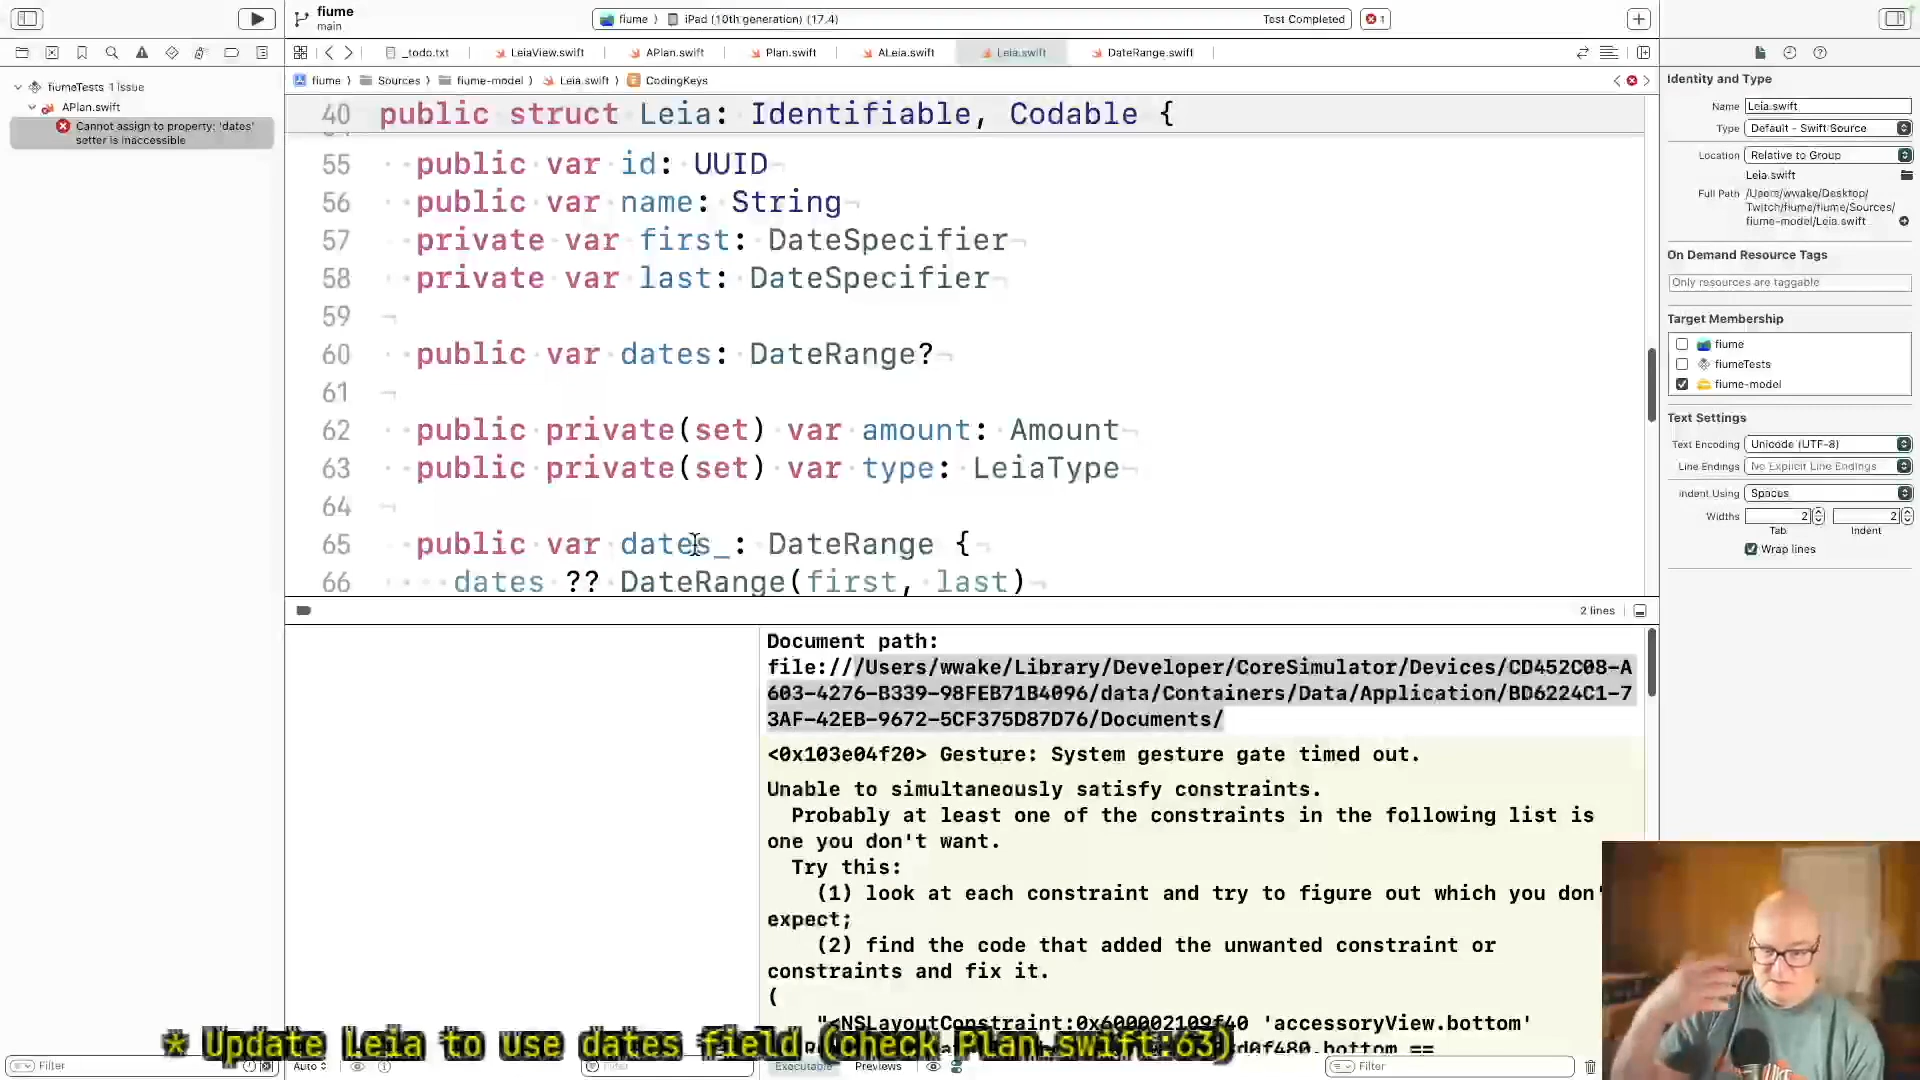 fiume
main
fiume
iPad (10th generation) (17.4)
Test Completed
1
_todo.txt
LeiaView.swift
APlan.swift
Plan.swift
ALeia.swift
Leia.swift
DateRange.swift
fiume
Sources
fiume-model
Leia.swift
CodingKeys
fiumeTests 1 issue
APlan.swift
Cannot assign to property: 'dates'
setter is inaccessible
40 public struct Leia: Identifiable, Codable {
55 public var id: UUID
56 public var name: String
57 private var first: DateSpecifier
58 private var last: DateSpecifier
59
60 public var dates: DateRange?
61
62 public private(set) var amount: Amount
63 public private(set) var type: LeiaType
64
65 public var dates_: DateRange {
66 dates ?? DateRange(first, last)
2 lines
Document path:
file:///Users/wwake/Library/Developer/CoreSimulator/Devices/CD452C08-A
603-4276-B339-98FEB71B4096/data/Containers/Data/Application/BD6224C1-7
3AF-42EB-9672-5CF375D87D76/Documents/
<0x103e04f20> Gesture: System gesture gate timed out.
Unable to simultaneously satisfy constraints.
Probably at least one of the constraints in the following list is
one you don't want.
Try this:
(1) look at each constraint and try to figure out which you don'
expect;
(2) find the code that added the unwanted constraint or
constraints and fix it.
(
"<NSLayoutConstraint:0x600002109f40 'accessoryView.bottom'
* Update Leia to use dates field (check Plan.swift:63)
Filter
Auto
Filter
Executable
Previews
Filter
Identity and Type
Name Leia.swift
Type Default - Swift Source
Location Relative to Group
Leia.swift
Full Path /Users/wwake/Desktop/
Twitch/fiume/fiume/Sources/
fiume-model/Leia.swift
On Demand Resource Tags
Only resources are taggable
Target Membership
fiume
fiumeTests
fiume-model
Text Settings
Text Encoding Unicode (UTF-8)
Line Endings No Explicit Line Endings
Indent Using Spaces
Widths 2 2
Tab Indent
Wrap lines